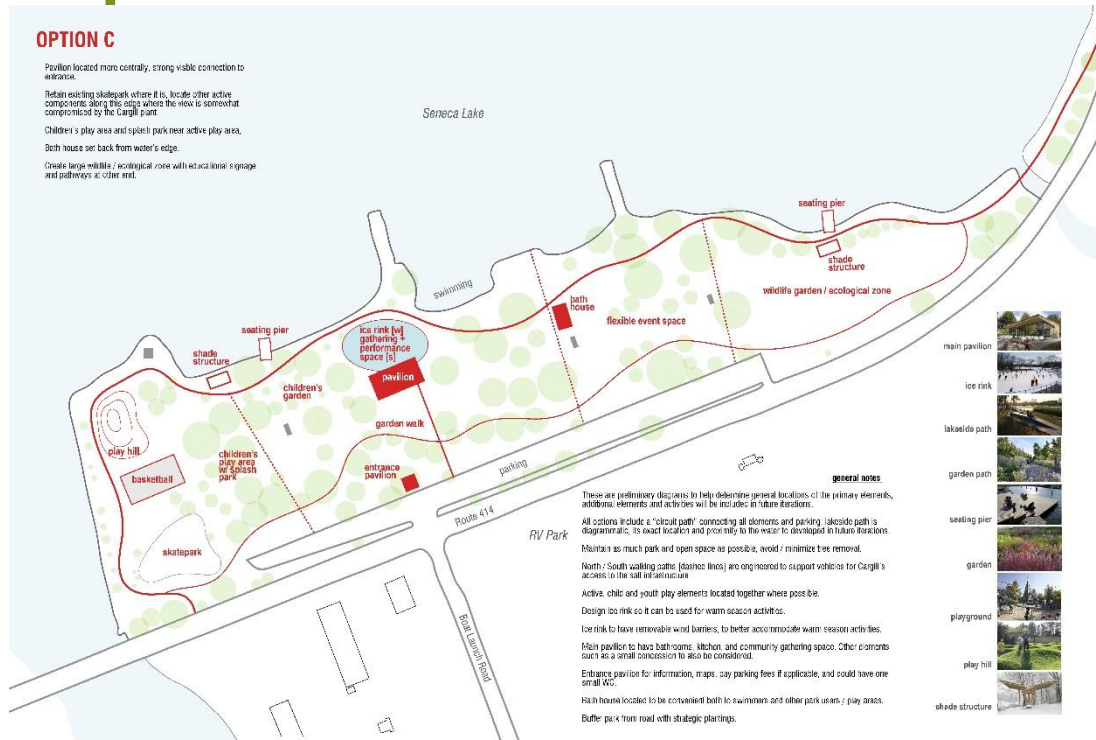 OPTION C
Pavilion located more centrally, strong visible connection to
entrance.
Retain existing skatepark where it is, locate other active
components along this edge where the view is somewhat
compromised by the Cargill plant
Children's play area and splash park near active play area,
Bath house set back from water's edge.
Create large wildlife / ecological zone with educational signage
and pathways at other end.
Seneca Lake
seating pier
shade
structure
wildlife garden / ecological zone
swimming
bath
house
flexible event space
seating pier
ice rink [w]
gathering +
performance
space [s]
shade
structure
pavilion
children's
garden
play hill
garden walk
children's
play area
w/ splash
park
basketball
entrance
pavilion
parking
skatepark
Route 414
RV Park
Boat Launch Road
main pavilion
ice rink
lakeside path
garden path
seating pier
garden
playground
play hill
shade structure
general notes
These are preliminary diagrams to help determine general locations of the primary elements,
additional elements and activities will be included in future iterations.
All options include a "circuit path" connecting all elements and parking, lakeside path is
diagrammatic, its exact location and proximity to the water to developed in future iterations.
Maintain as much park and open space as possible, avoid / minimize tree removal.
North / South walking paths [dashed lines] are engineered to support vehicles for Cargill's
access to the salt infrastructure
Active, child and youth play elements located together where possible.
Design ice rink so it can be used for warm season activities.
Ice rink to have removable wind barriers, to better accommodate warm season activities.
Main pavilion to have bathrooms, kitchen, and community gathering space. Other elements
such as a small concession to also be considered.
Entrance pavilion for information, maps, pay parking fees if applicable, and could have one
small WC.
Bath house located to be convenient both to swimmers and other park users / play areas.
Buffer park from road with strategic plantings.